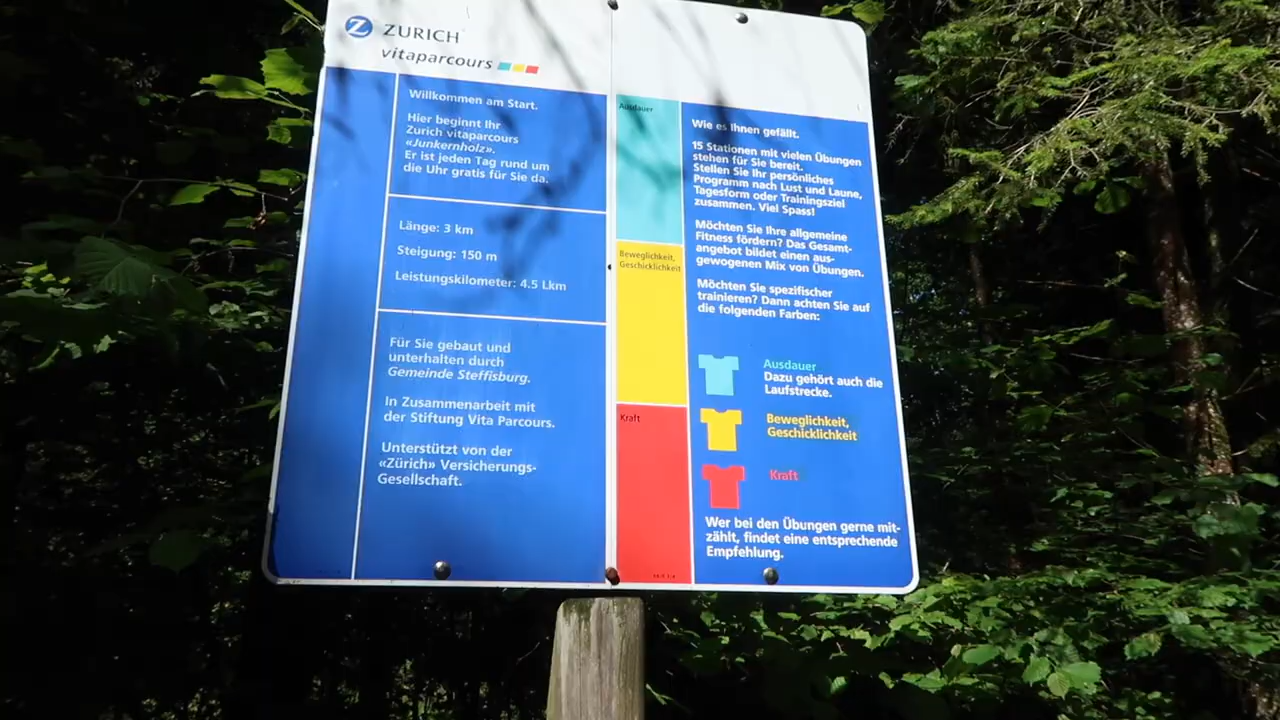 ZURICH
vitaparcours
Willkommen am Start.
Hier beginnt Ihr
Zurich vitaparcours
«Junkernholz».
Er ist jeden Tag rund um
die Uhr gratis für Sie da.
Länge: 3 km
Steigung: 150 m
Leistungskilometer: 4.5 Lkm
Für Sie gebaut und
unterhalten durch
Gemeinde Steffisburg.
In Zusammenarbeit mit
der Stiftung Vita Parcours.
Unterstützt von der
«Zürich» Versicherungs-
Gesellschaft.
Ausdauer
Beweglichkeit,
Geschicklichkeit
Kraft
Wie es Ihnen gefällt.
15 Stationen mit vielen Übungen
stehen für Sie bereit.
Stellen Sie Ihr persönliches
Programm nach Lust und Laune,
Tagesform oder Trainingsziel
zusammen. Viel Spass!
Möchten Sie Ihre allgemeine
Fitness fördern? Das Gesamt-
angebot bildet einen aus-
gewogenen Mix von Übungen.
Möchten Sie spezifischer
trainieren? Dann achten Sie auf
die folgenden Farben:
Ausdauer
Dazu gehört auch die
Laufstrecke.
Beweglichkeit,
Geschicklichkeit
Kraft
Wer bei den Übungen gerne mit-
zählt, findet eine entsprechende
Empfehlung.